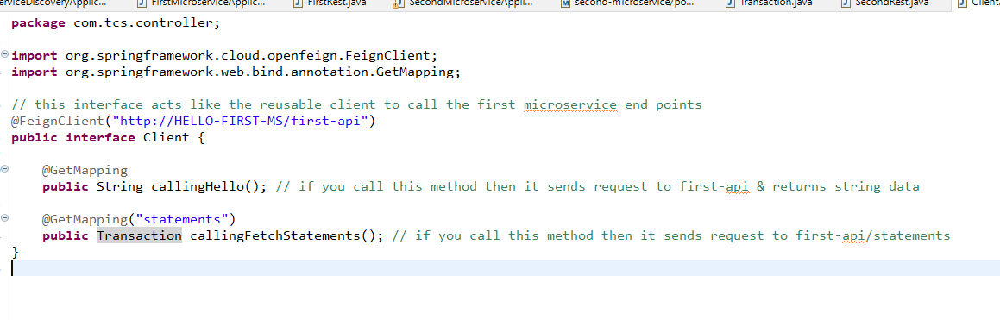 erviceDiscoveryApplic... FirstMicroserviceApplic... FirstRest.java SecondMicroserviceAppli... second-microservice/po... Transaction.java SecondRest.java Client.
package com.tcs.controller;
import org.springframework.cloud.openfeign.FeignClient;
import org.springframework.web.bind.annotation.GetMapping;
// this interface acts like the reusable client to call the first microservice end points
@FeignClient("http://HELLO-FIRST-MS/first-api")
public interface Client {
@GetMapping
public String callingHello(); // if you call this method then it sends request to first-api & returns string data
@GetMapping("statements")
public Transaction callingFetchStatements(); // if you call this method then it sends request to first-api/statements
}